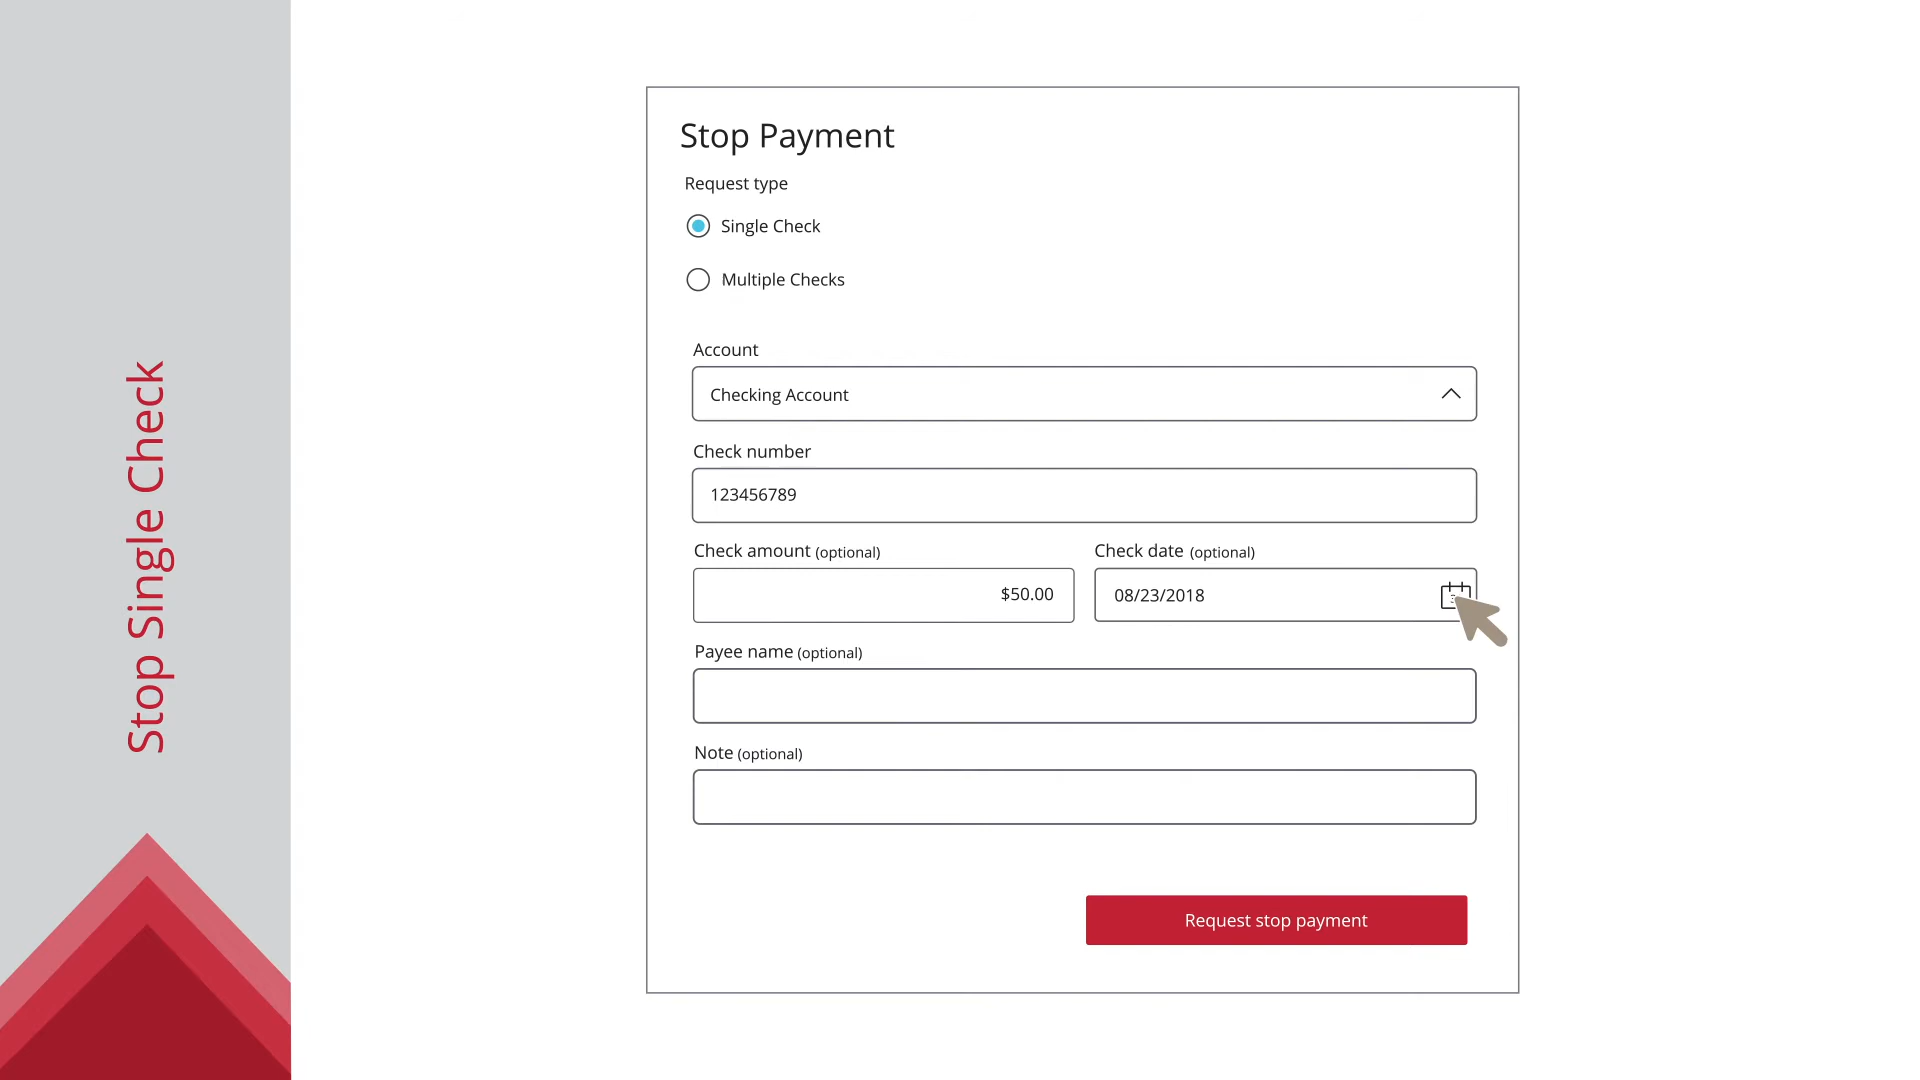 Stop Single Check
Stop Payment
Request type
Single Check
Multiple Checks
Account
Checking Account
Check number
123456789
Check amount (optional)
Check date (optional)
$50.00
08/23/2018
Payee name (optional)
Note (optional)
Request stop payment